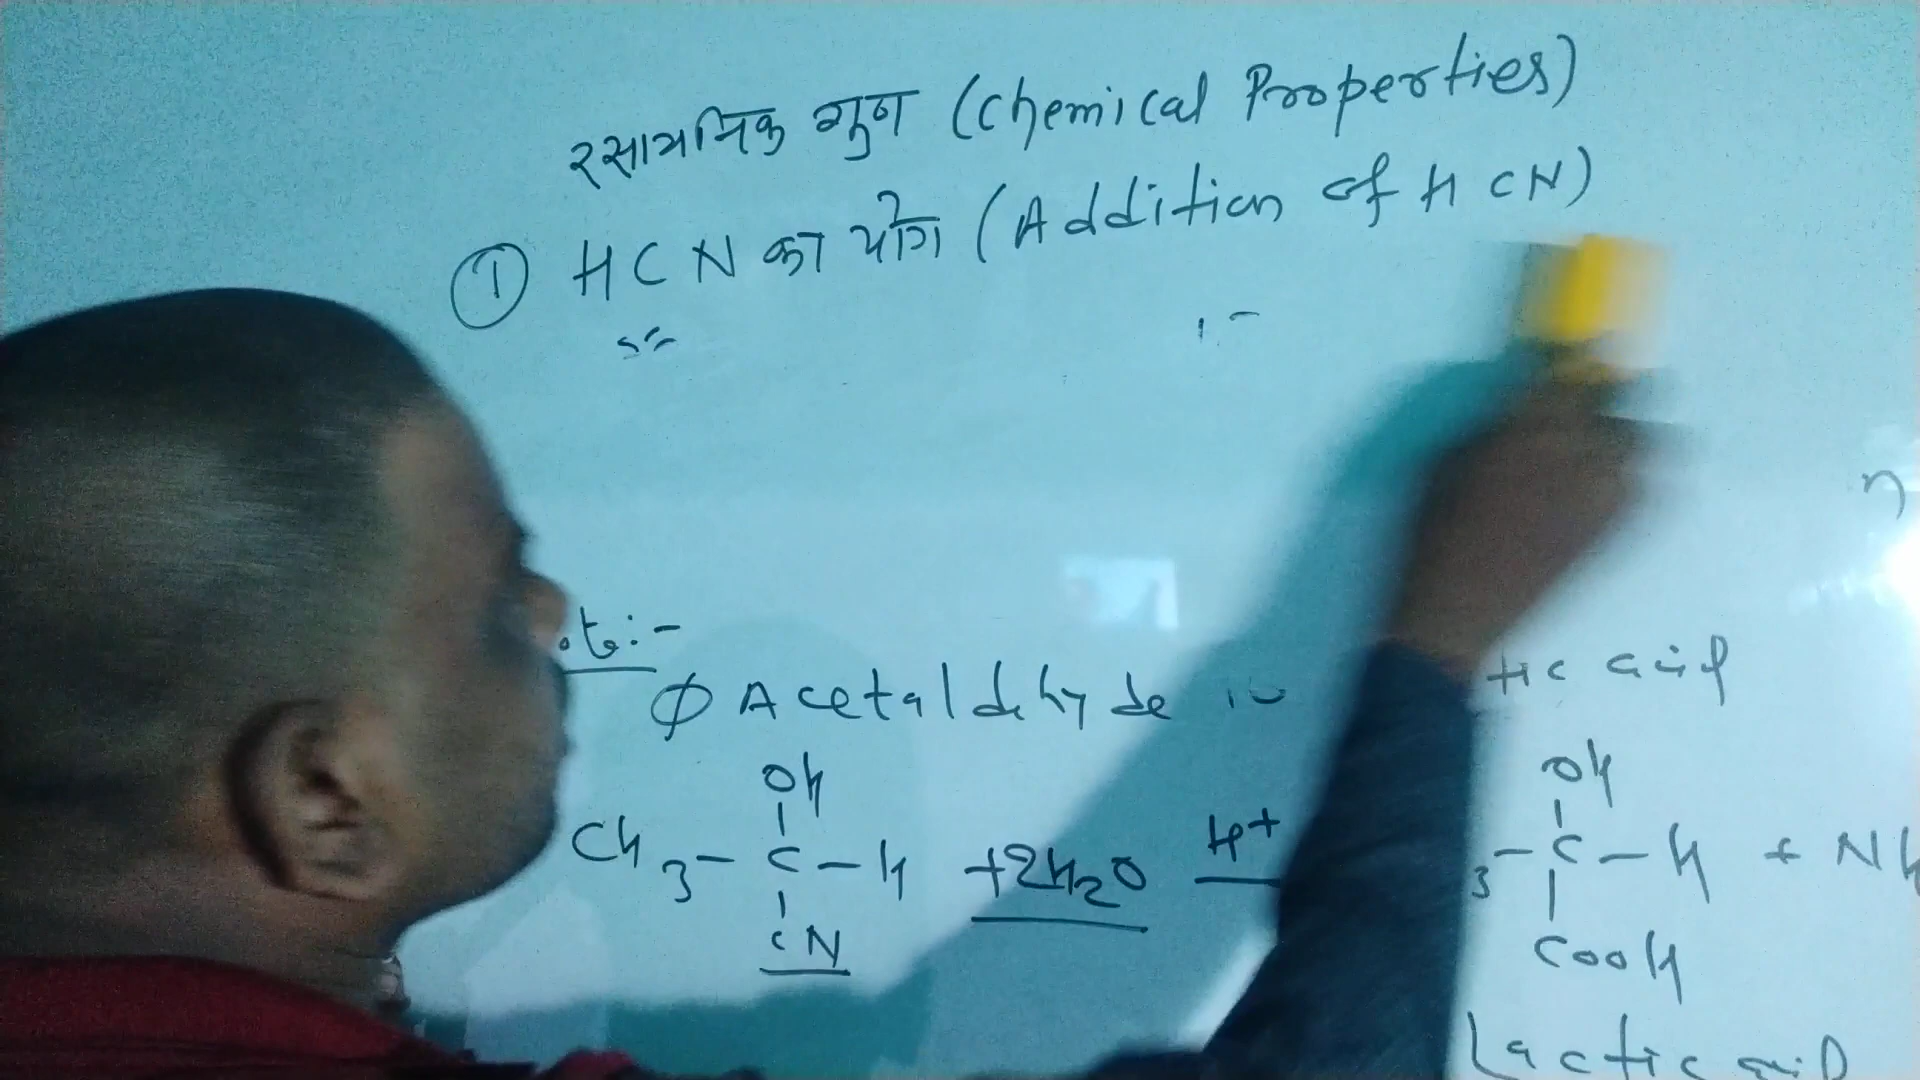 रसायनिक गुण (Chemical Properties)
① HCN का योग (Addition of HCN)
Acetaldehyde
tic acid
OH OH
CH3-C-H +2H2O H+ 3-C-H + NH
CN COOH
Lactic acid